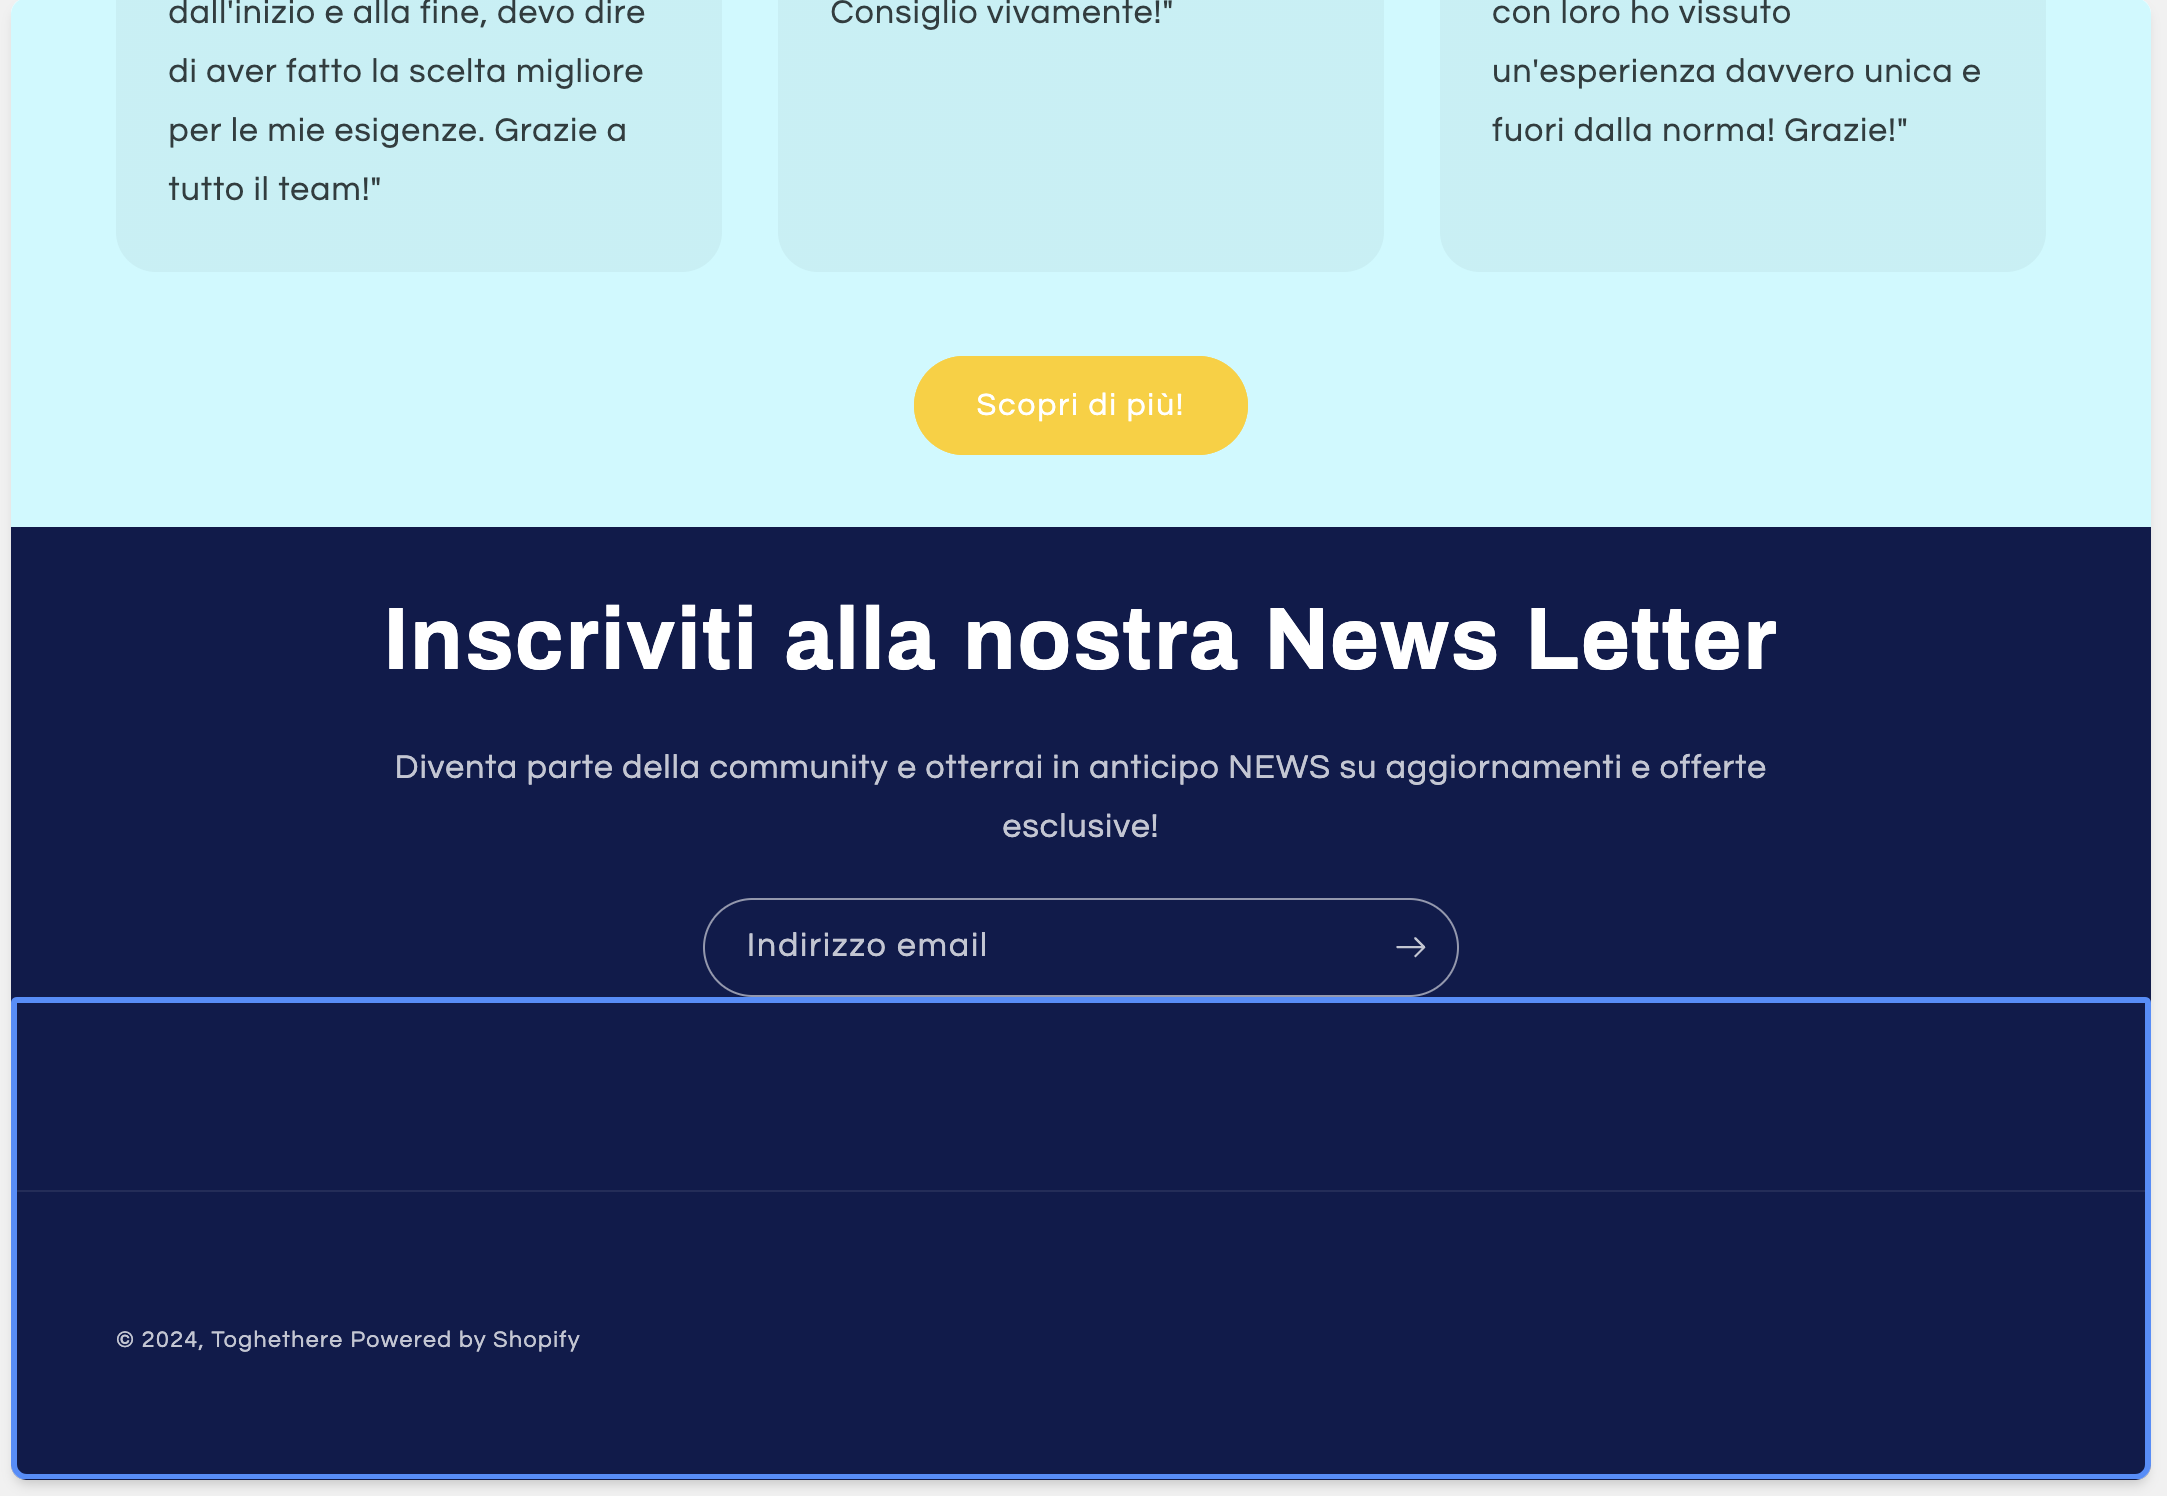 dall'inizio e alla fine, devo dire
di aver fatto la scelta migliore
per le mie esigenze. Grazie a
tutto il team!"
Consiglio vivamente!"
con loro ho vissuto
un'esperienza davvero unica e
fuori dalla norma! Grazie!"
Scopri di più!
Inscriviti alla nostra News Letter
Diventa parte della community e otterrai in anticipo NEWS su aggiornamenti e offerte
esclusive!
Indirizzo email
© 2024, Toghethere Powered by Shopify